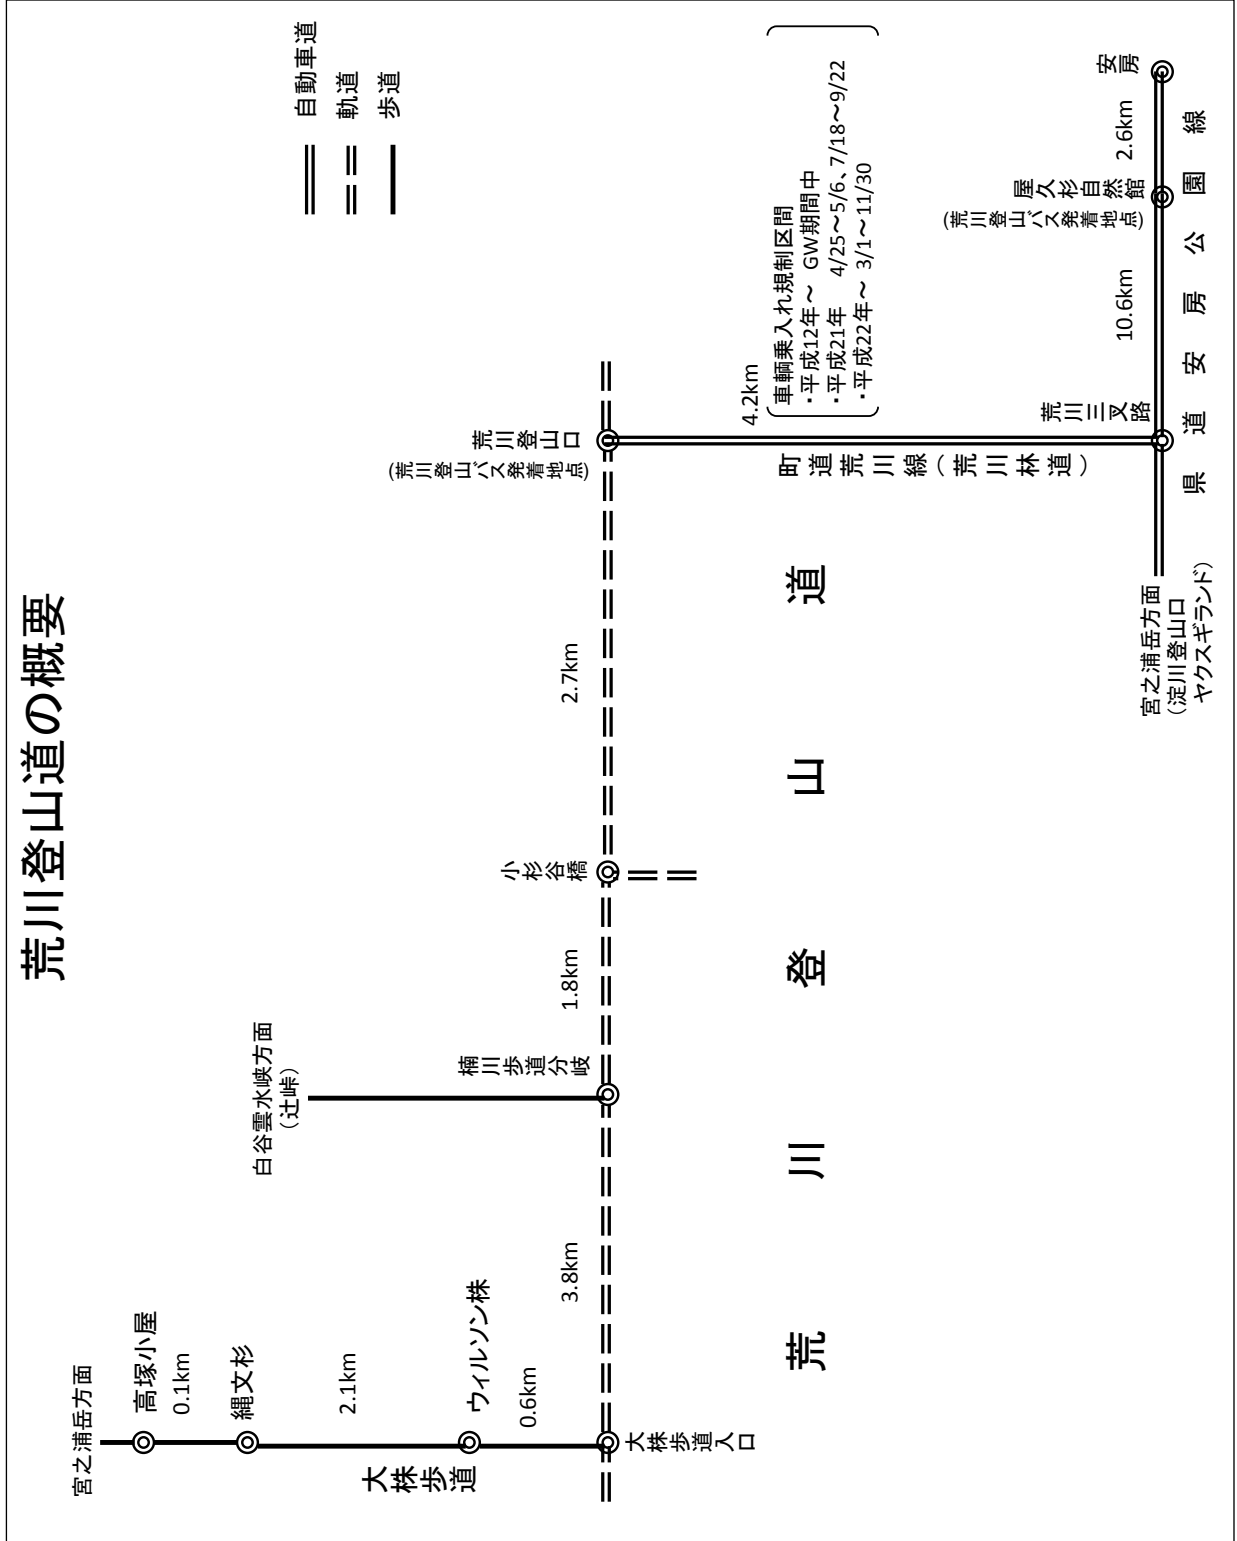 荒川登山道の概要
自動車道
軌道
歩道
宮之浦岳方面
高塚小屋
0.1km
縄文杉
2.1km
大株歩道
ウィルソン株
0.6km
大株歩道入口
3.8km
白谷雲水峡方面
（辻峠）
楠川歩道分岐
1.8km
小杉谷橋
2.7km
荒川登山口
(荒川登山バス発着地点)
荒川登山道
4.2km
車輌乗入れ規制区間
・平成12年～ GW期間中
・平成21年 4/25～5/6、7/18～9/22
・平成22年～ 3/1～11/30
町道荒川線（荒川林道）
荒川三叉路
10.6km
屋久杉自然館
(荒川登山バス発着地点)
2.6km
安房
県道安房公園線
宮之浦岳方面
（淀川登山口
ヤクスギランド）